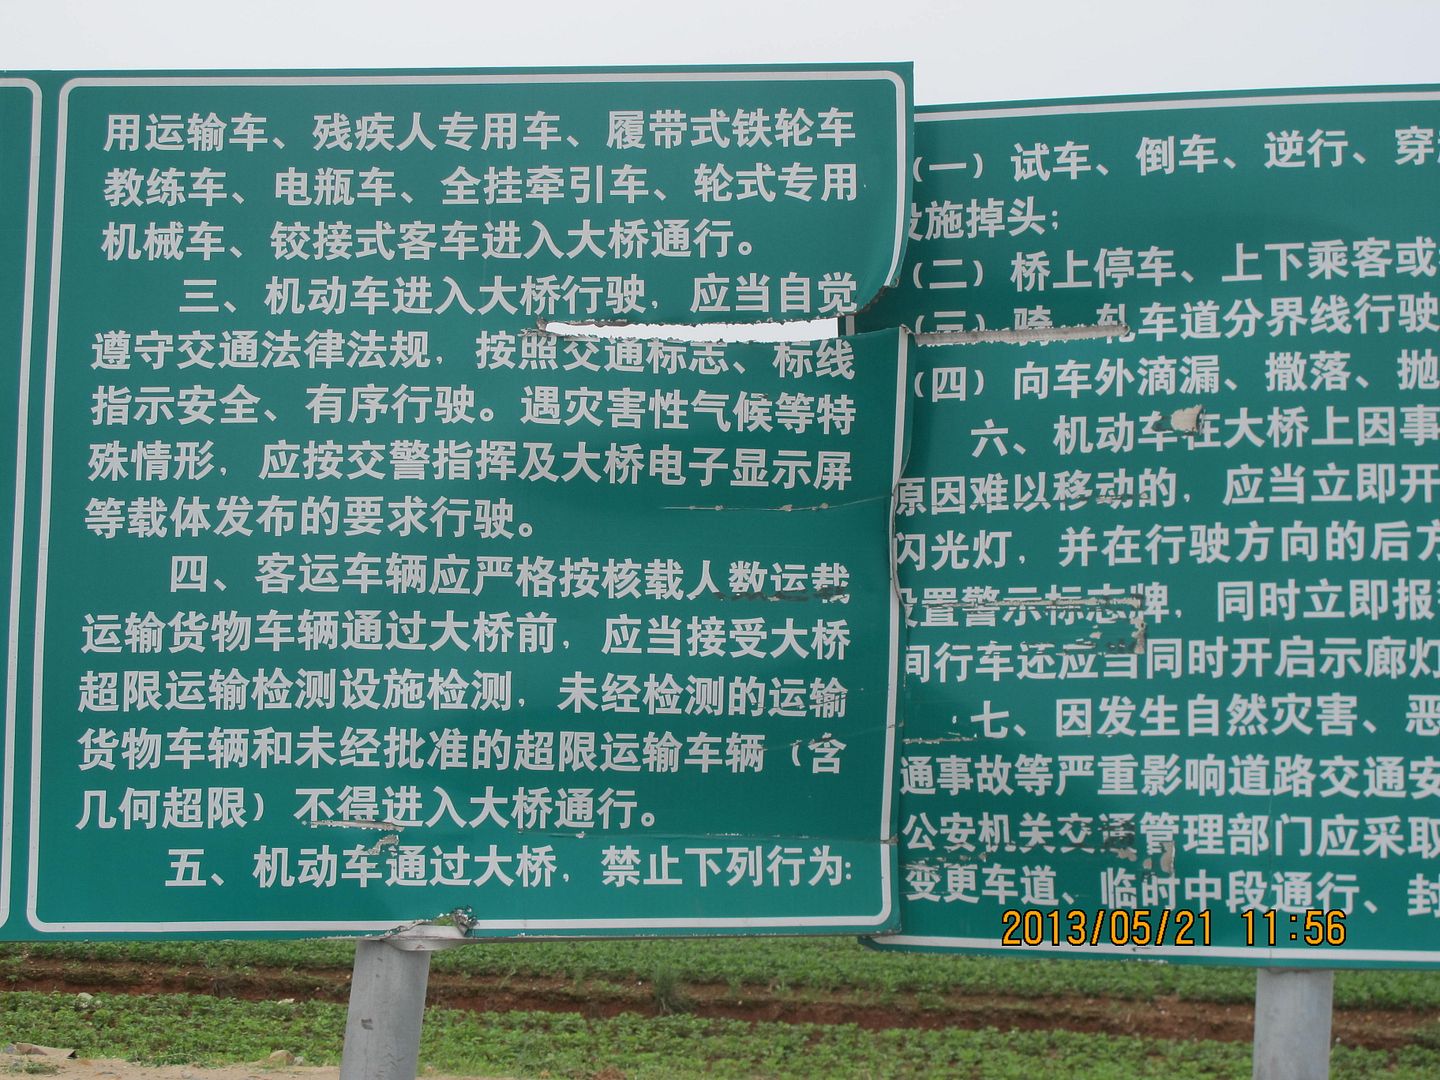 用运输车、残疾人专用车、履带式铁轮车
教练车、电瓶车、全挂牵引车、轮式专用
机械车、铰接式客车进入大桥通行。
三、机动车进入大桥行驶，应当自觉
遵守交通法律法规，按照交通标志、标线
指示安全、有序行驶。遇灾害性气候等特
殊情形，应按交警指挥及大桥电子显示屏
等载体发布的要求行驶。
四、客运车辆应严格按核载人数运载
运输货物车辆通过大桥前，应当接受大桥
超限运输检测设施检测，未经检测的运输
货物车辆和未经批准的超限运输车辆（含
几何超限）不得进入大桥通行。
五、机动车通过大桥，禁止下列行为：
（一）试车、倒车、逆行、穿
设施掉头；
（二）桥上停车、上下乘客或
（三）骑、轧车道分界线行驶
（四）向车外滴漏、撒落、抛
六、机动车在大桥上因事
原因难以移动的，应当立即开
闪光灯，并在行驶方向的后方
设置警示标志牌，同时立即报
间行车还应当同时开启示廊灯
七、因发生自然灾害、恶
通事故等严重影响道路交通安
公安机关交通管理部门应采取
变更车道、临时中段通行、封
2013/05/21 11:56